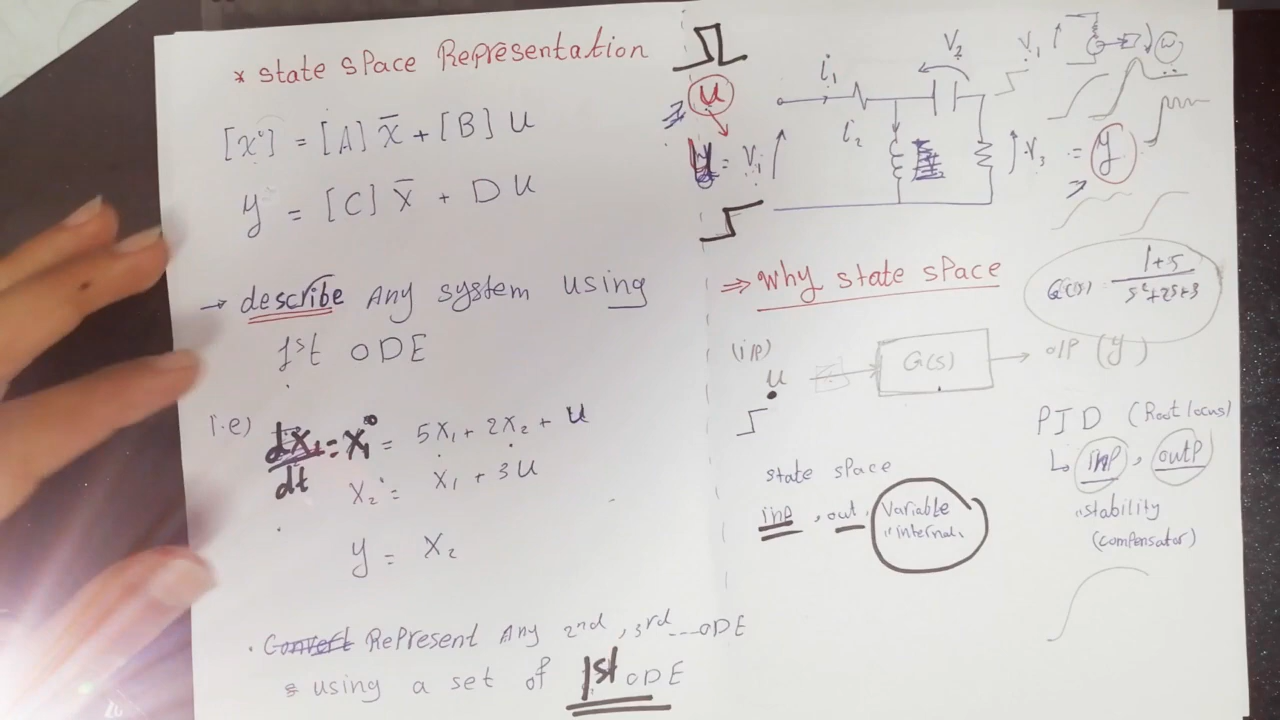 * state space Representation
[x°] = [A] x̄ + [B] u
y = [C] x̄ + D u
→ describe Any system using
1st ODE
i.e) dx₁/dt = x₁° = 5x₁ + 2x₂ + u
x₂° = x₁ + 3u
y = x₂
. Convert Represent Any 2nd, 3rd ---ODE
using a set of 1st ODE
u
i₁
V₂
V₁
ω
i₂
u = V₁
V₃ = y
⇒ Why state space
G(s) = 1+s / s²+2s+3
(i/P)
u
G(s)
→ o/P (y)
PID (Root locus)
↳ inp, outp
state space
inp, out, Variable
"internal"
"stability
(compensator)